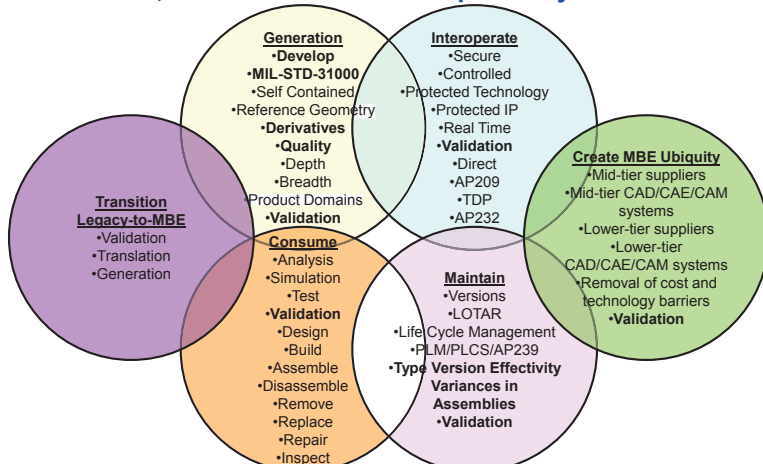 Generation
•Develop
•MIL-STD-31000
•Self Contained
•Reference Geometry
•Derivatives
•Quality
•Depth
•Breadth
•Product Domains
•Validation
Interoperate
•Secure
•Controlled
•Protected Technology
•Protected IP
•Real Time
•Validation
•Direct
•AP209
•TDP
•AP232
Transition
Legacy-to-MBE
•Validation
•Translation
•Generation
Create MBE Ubiquity
•Mid-tier suppliers
•Mid-tier CAD/CAE/CAM
systems
•Lower-tier suppliers
•Lower-tier
CAD/CAE/CAM systems
•Removal of cost and
technology barriers
•Validation
Consume
•Analysis
•Simulation
•Test
•Validation
•Design
•Build
•Assemble
•Disassemble
•Remove
•Replace
•Repair
•Inspect
Maintain
•Versions
•LOTAR
•Life Cycle Management
•PLM/PLCS/AP239
•Type Version Effectivity
Variances in
Assemblies
•Validation